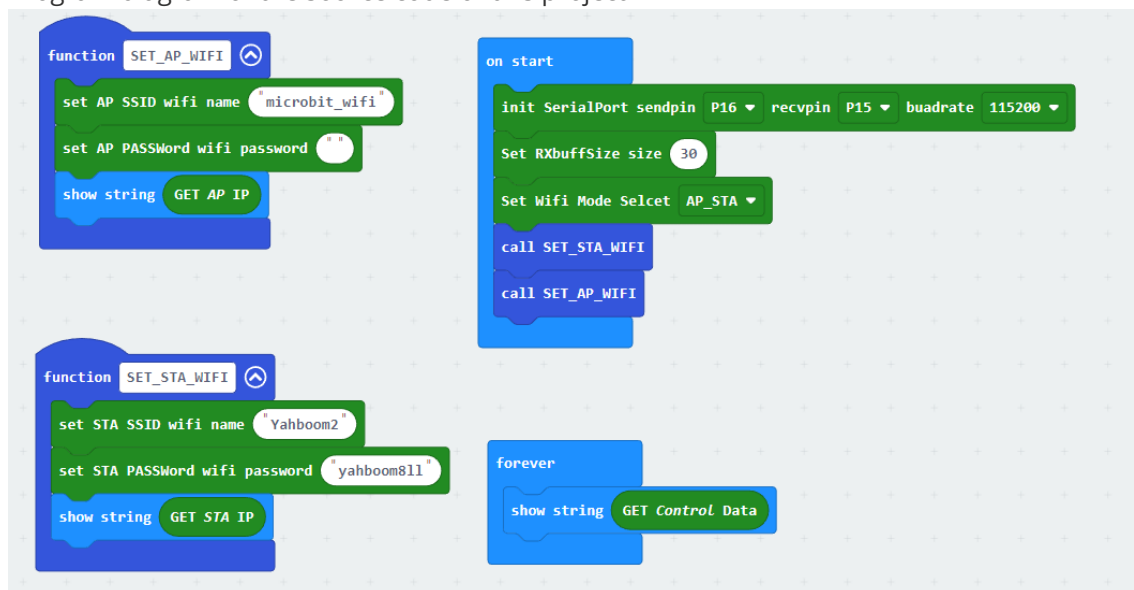 function SET_AP_WIFI
set AP SSID wifi name "microbit_wifi"
set AP PASSWord wifi password " "
show string GET AP IP
on start
init SerialPort sendpin P16 recvpin P15 buadrate 115200
Set RXbuffSize size 30
Set Wifi Mode Selcet AP_STA
call SET_STA_WIFI
call SET_AP_WIFI
function SET_STA_WIFI
set STA SSID wifi name "Yahboom2"
set STA PASSWord wifi password "yahboom8ll"
show string GET STA IP
forever
show string GET Control Data